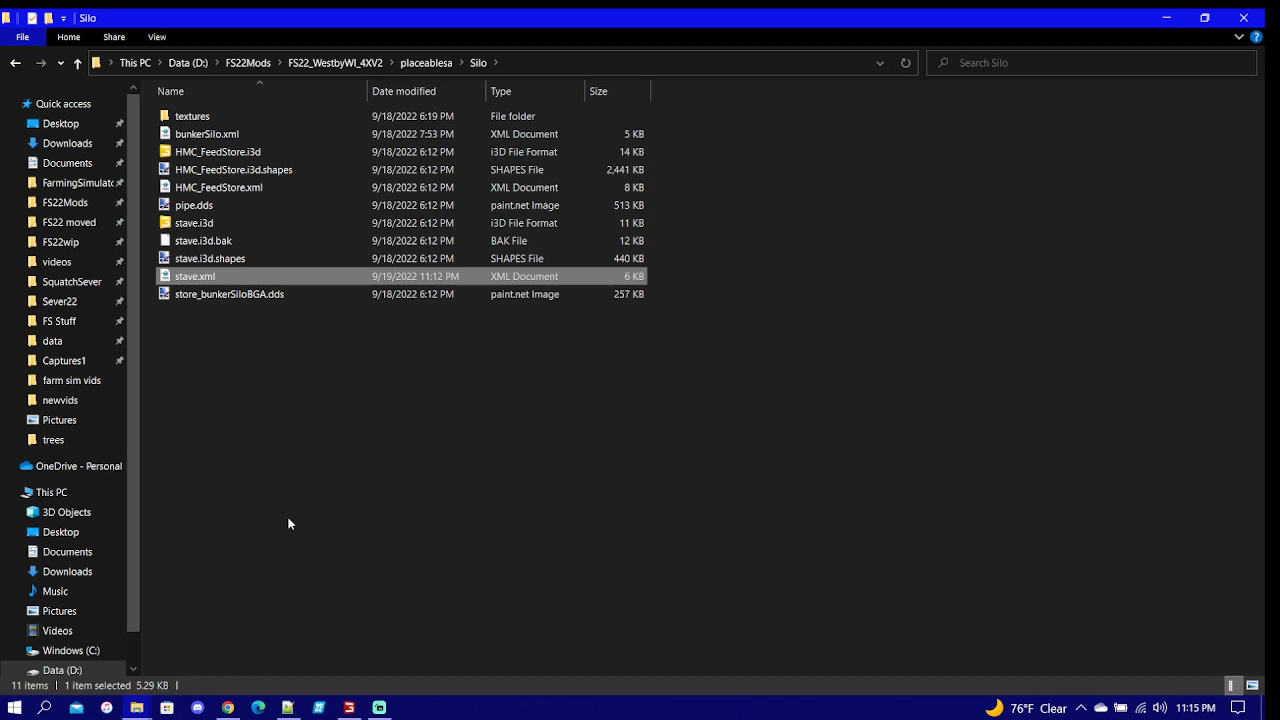 Silo
File Home Share View
This PC Data (D:) FS22Mods FS22_WestbyWI_4XV2 placeablesa Silo
Search Silo
Name Date modified Type Size
textures 9/18/2022 6:19 PM File folder
bunkerSilo.xml 9/18/2022 7:53 PM XML Document 5 KB
HMC_FeedStore.i3d 9/18/2022 6:12 PM i3D File Format 14 KB
HMC_FeedStore.i3d.shapes 9/18/2022 6:12 PM SHAPES File 2,441 KB
HMC_FeedStore.xml 9/18/2022 6:12 PM XML Document 8 KB
pipe.dds 9/18/2022 6:12 PM paint.net Image 513 KB
stave.i3d 9/18/2022 6:12 PM i3D File Format 11 KB
stave.i3d.bak 9/18/2022 6:12 PM BAK File 12 KB
stave.i3d.shapes 9/18/2022 6:12 PM SHAPES File 440 KB
stave.xml 9/19/2022 11:12 PM XML Document 6 KB
store_bunkerSiloBGA.dds 9/18/2022 6:12 PM paint.net Image 257 KB
Quick access
Desktop
Downloads
Documents
FarmingSimulato
FS22Mods
FS22 moved
FS22wip
videos
SquatchSever
Sever22
FS Stuff
data
Captures1
farm sim vids
newvids
Pictures
trees
OneDrive - Personal
This PC
3D Objects
Desktop
Documents
Downloads
Music
Pictures
Videos
Windows (C:)
Data (D:)
11 items 1 item selected 5.29 KB
76°F Clear 11:15 PM